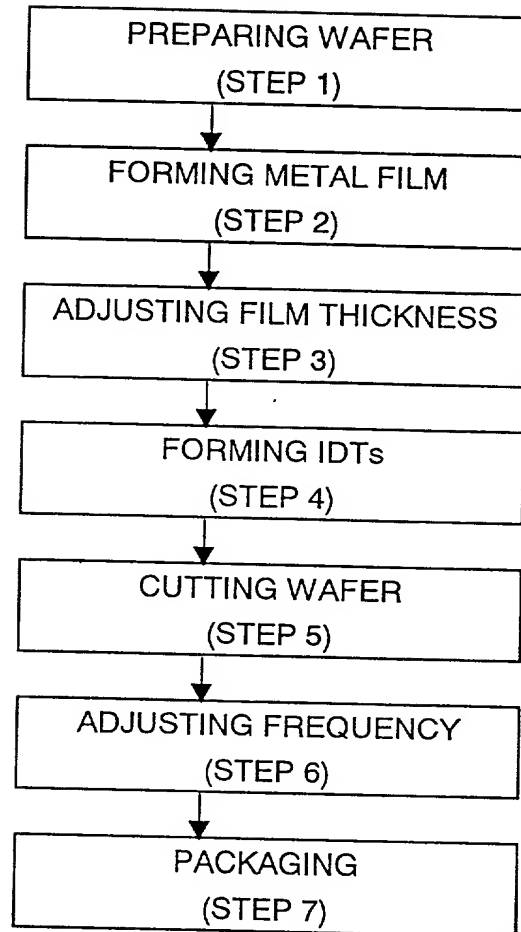 PREPARING WAFER
(STEP 1)
FORMING METAL FILM
(STEP 2)
ADJUSTING FILM THICKNESS
(STEP 3)
FORMING IDTs
(STEP 4)
CUTTING WAFER
(STEP 5)
ADJUSTING FREQUENCY
(STEP 6)
PACKAGING
(STEP 7)